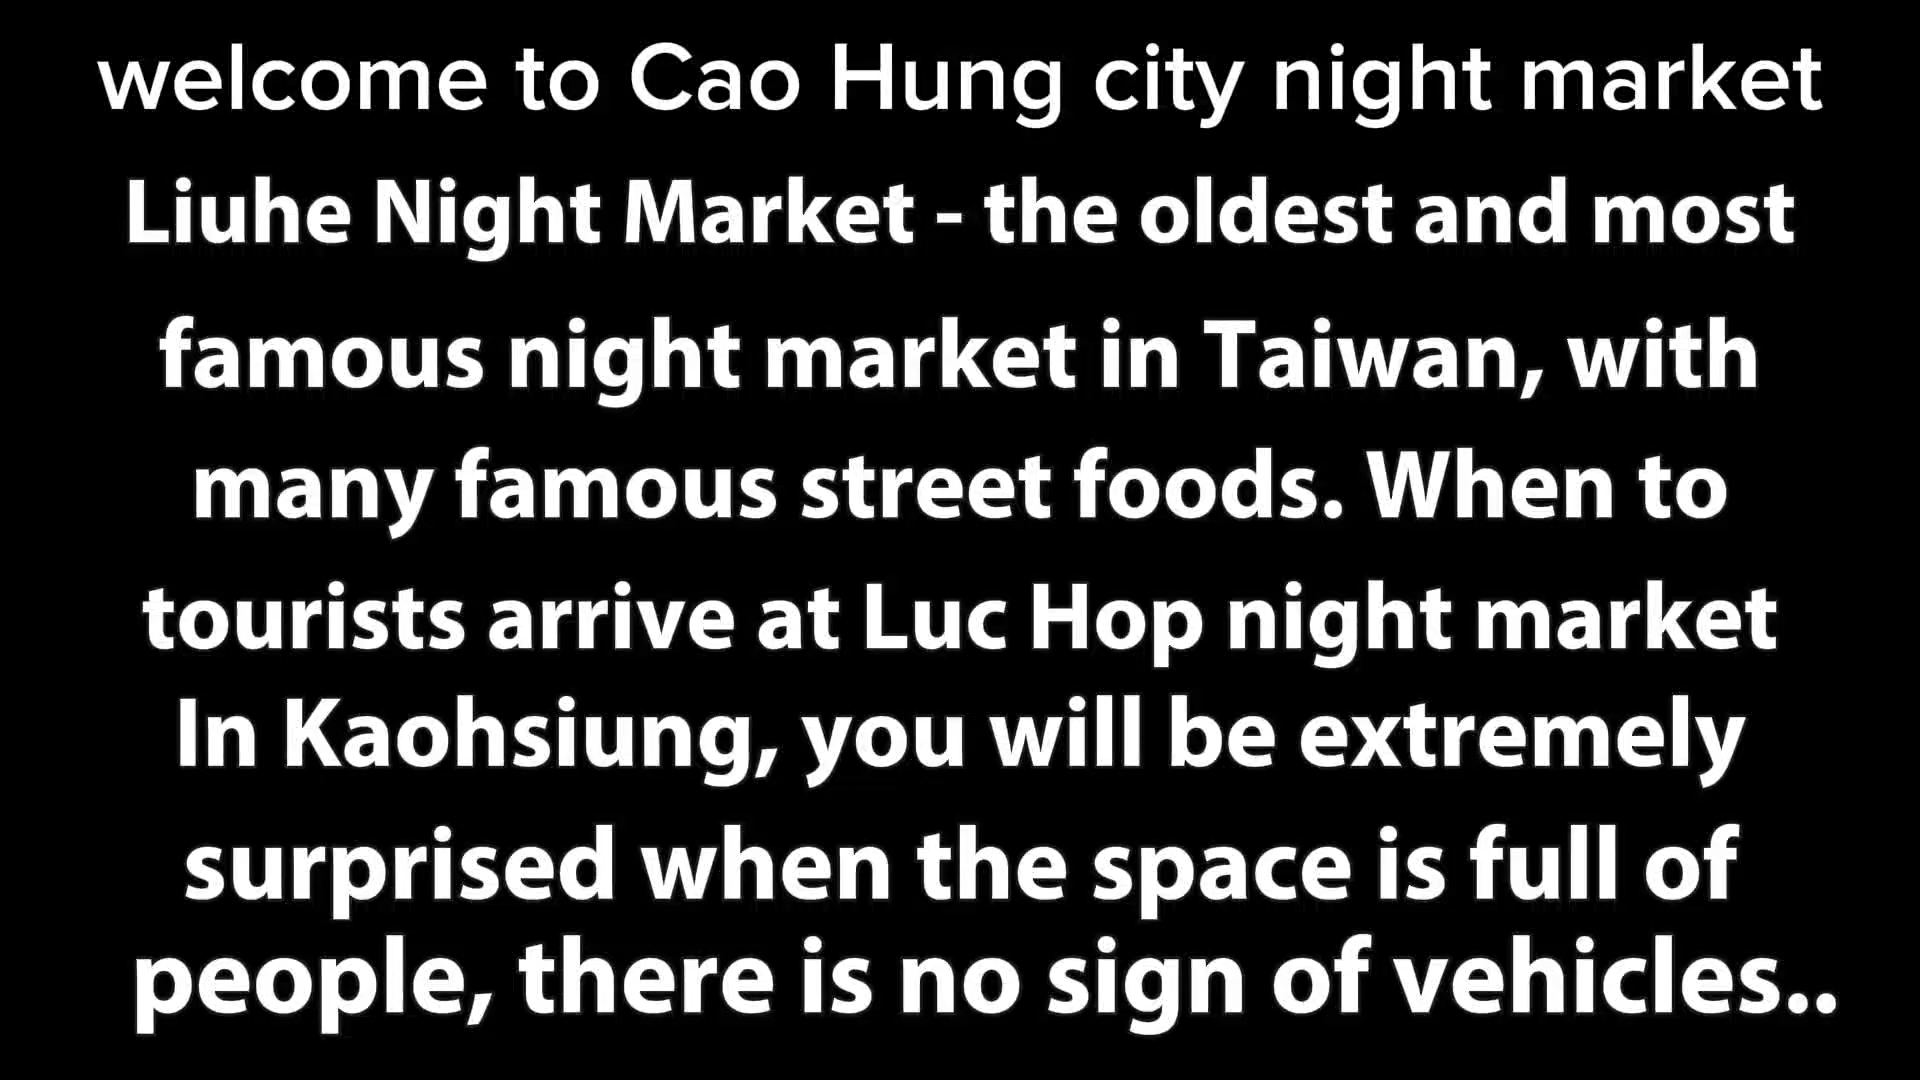 welcome to Cao Hung city night market
Liuhe Night Market - the oldest and most
famous night market in Taiwan, with
many famous street foods. When to
tourists arrive at Luc Hop night market
In Kaohsiung, you will be extremely
surprised when the space is full of
people, there is no sign of vehicles..